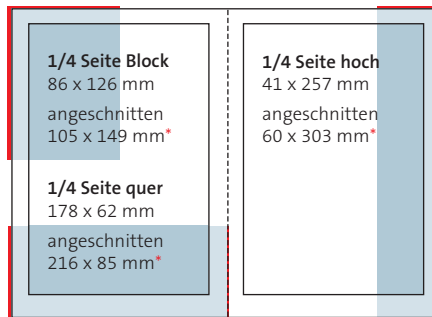 1/4 Seite Block
86 x 126 mm
angeschnitten
105 x 149 mm*
1/4 Seite quer
178 x 62 mm
angeschnitten
216 x 85 mm*
1/4 Seite hoch
41 x 257 mm
angeschnitten
60 x 303 mm*